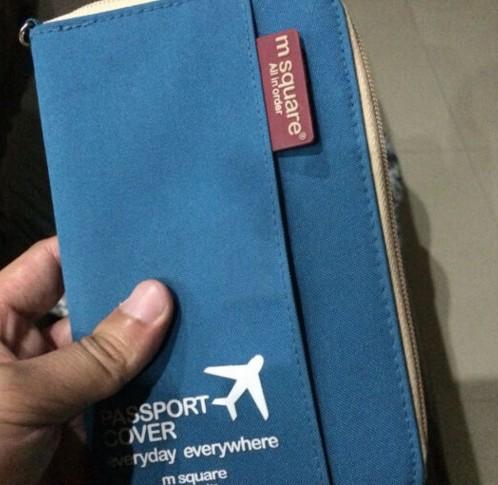 m square®
All in order
PASSPORT
COVER
everyday everywhere
m square